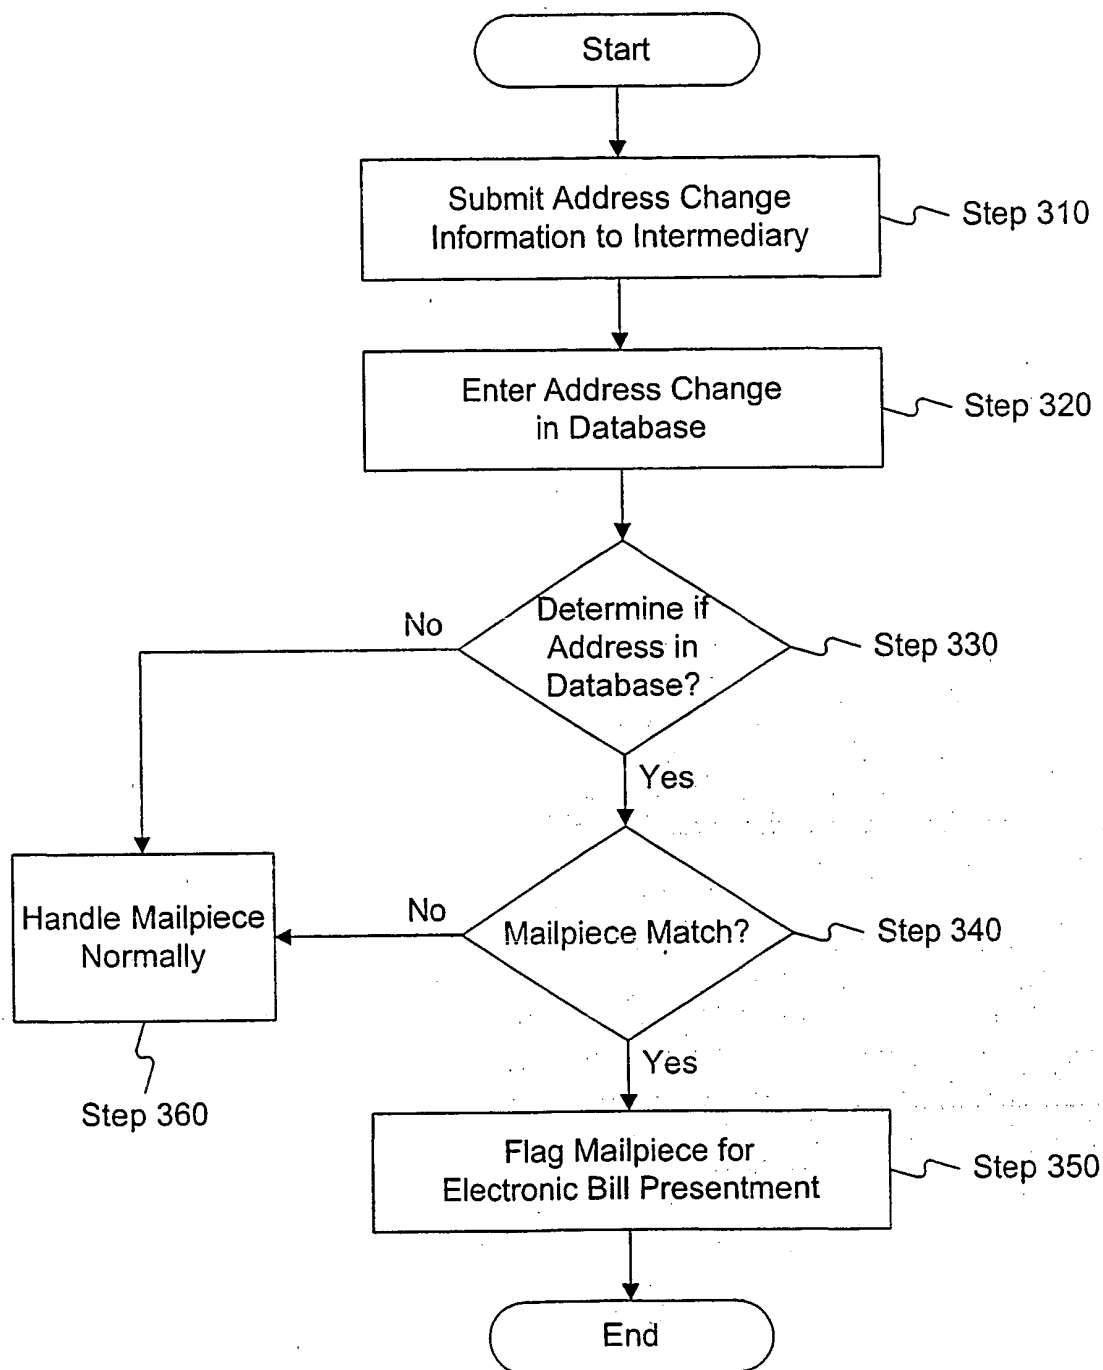 Start
Submit Address Change
Information to Intermediary
Step 310
Enter Address Change
in Database
Step 320
Determine if
Address in
Database?
Step 330
No
Yes
Handle Mailpiece
Normally
Step 360
No
Mailpiece Match?
Step 340
Yes
Flag Mailpiece for
Electronic Bill Presentment
Step 350
End